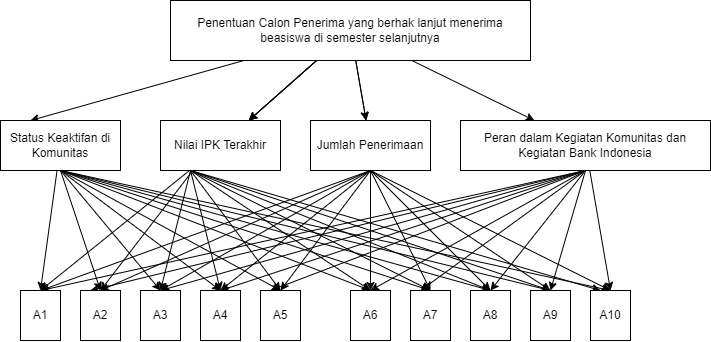 Penentuan Calon Penerima yang berhak lanjut menerima
beasiswa di semester selanjutnya
Status Keaktifan di
Komunitas
Nilai IPK Terakhir
Jumlah Penerimaan
Peran dalam Kegiatan Komunitas dan
Kegiatan Bank Indonesia
A1
A2
A3
A4
A5
A6
A7
A8
A9
A10